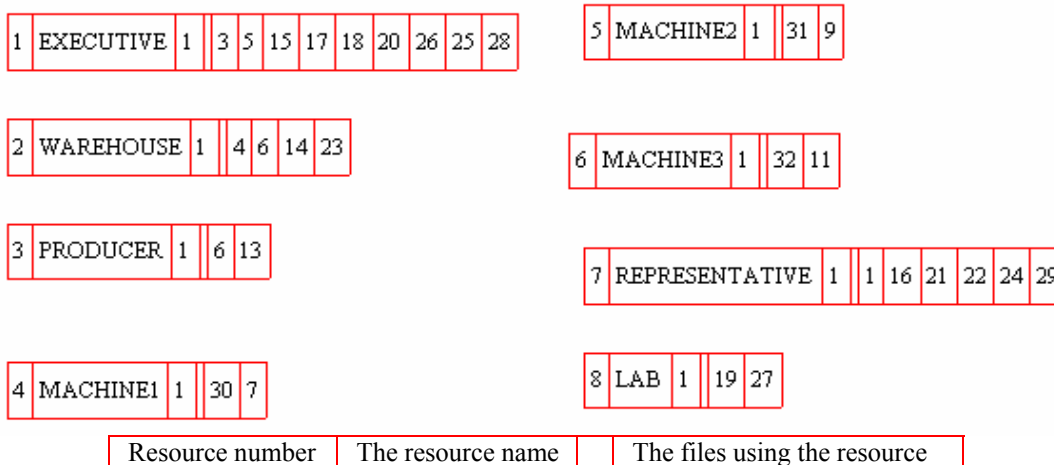 1 EXECUTIVE 1 3 5 15 17 18 20 26 25 28
5 MACHINE2 1 31 9
2 WAREHOUSE 1 4 6 14 23
6 MACHINE3 1 32 11
3 PRODUCER 1 6 13
7 REPRESENTATIVE 1 1 16 21 22 24 29
4 MACHINE1 1 30 7
8 LAB 1 19 27
Resource number The resource name The files using the resource